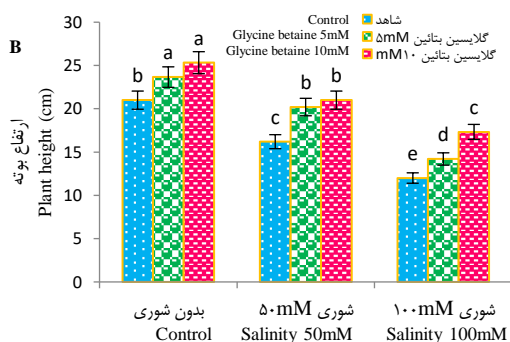 B
Control شاهد
Glycine betaine 5mM گلایسین بتائین ۵mM
Glycine betaine 10mM گلایسین بتائین ۱۰mM
30
25
20
15
10
5
0
ارتفاع بوته
Plant height (cm)
b a a
c b b
e d c
بدون شوری شوری ۵۰mM شوری ۱۰۰mM
Control Salinity 50mM Salinity 100mM